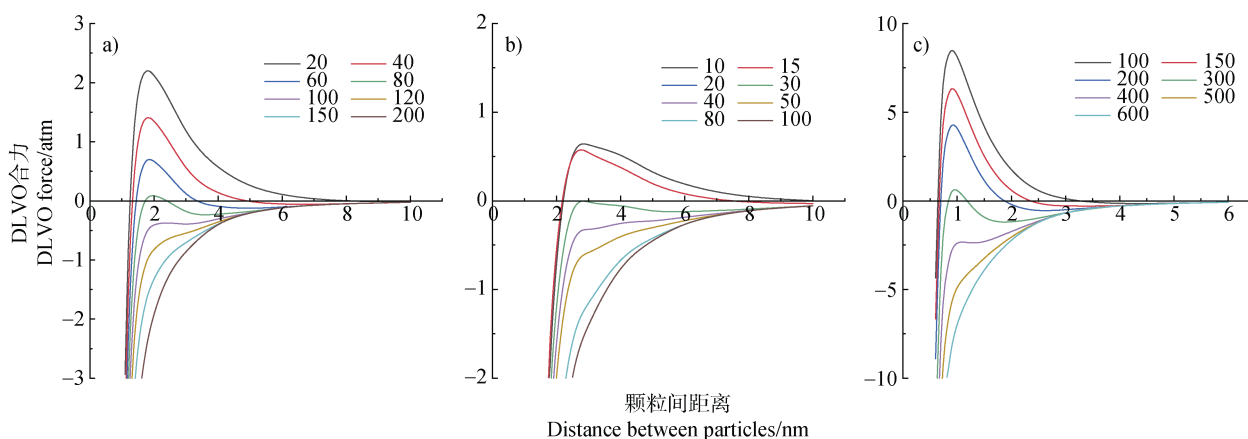 DLVO合力
DLVO force/atm
a)
20 40
60 80
100 120
150 200
3
2
1
0
−1
−2
−3
0 2 4 6 8 10
b)
10 15
20 30
40 50
80 100
2
1
0
−1
−2
0 2 4 6 8 10
c)
100 150
200 300
400 500
600
10
5
0
−5
−10
0 1 2 3 4 5 6
颗粒间距离
Distance between particles/nm